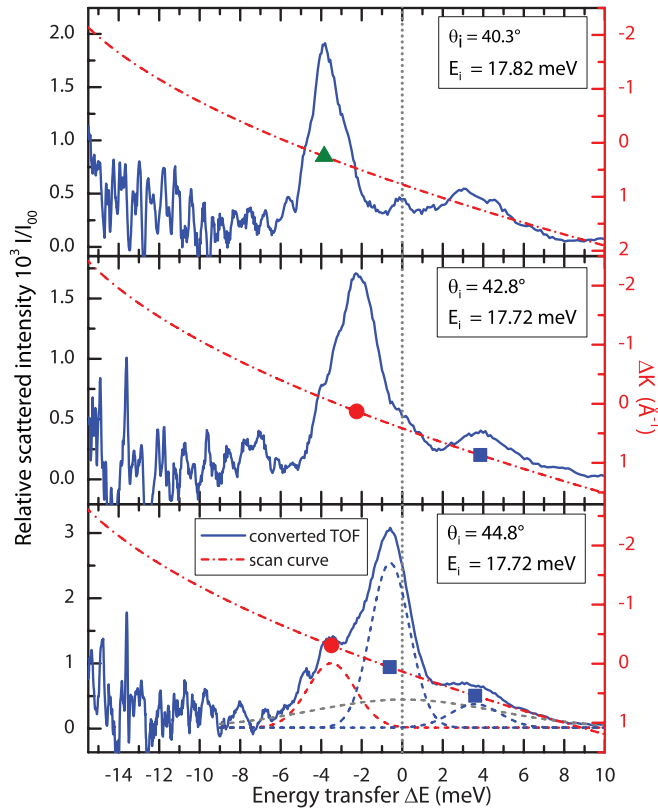 Relative scattered intensity 10³ I/I₀₀
ΔK (Å⁻¹)
2.0
1.5
1.0
0.5
0.0
-2
-1
0
1
2
θi = 40.3°
Ei = 17.82 meV
1.5
1.0
0.5
0.0
-2
-1
0
1
θi = 42.8°
Ei = 17.72 meV
3
2
1
0
-2
-1
0
1
converted TOF
scan curve
θi = 44.8°
Ei = 17.72 meV
-14 -12 -10 -8 -6 -4 -2 0 2 4 6 8 10
Energy transfer ΔE (meV)